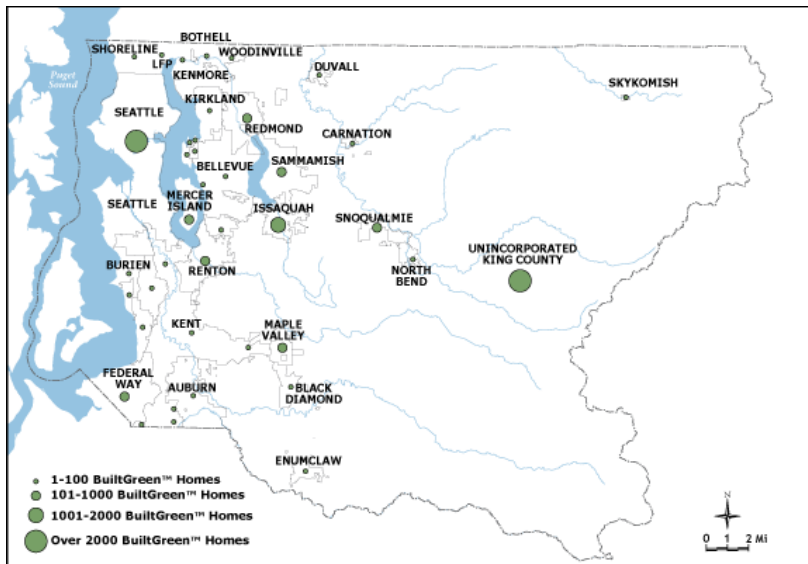 BOTHELL
SHORELINE
WOODINVILLE
LFP
KENMORE
DUVALL
Puget
Sound
SKYKOMISH
KIRKLAND
SEATTLE
REDMOND
CARNATION
SAMMAMISH
BELLEVUE
MERCER
ISLAND
SEATTLE
ISSAQUAH
SNOQUALMIE
UNINCORPORATED
KING COUNTY
BURIEN
RENTON
NORTH
BEND
KENT
MAPLE
VALLEY
FEDERAL
WAY
AUBURN
BLACK
DIAMOND
ENUMCLAW
1-100 BuiltGreen™ Homes
101-1000 BuiltGreen™ Homes
1001-2000 BuiltGreen™ Homes
Over 2000 BuiltGreen™ Homes
N
0 1 2 Mi